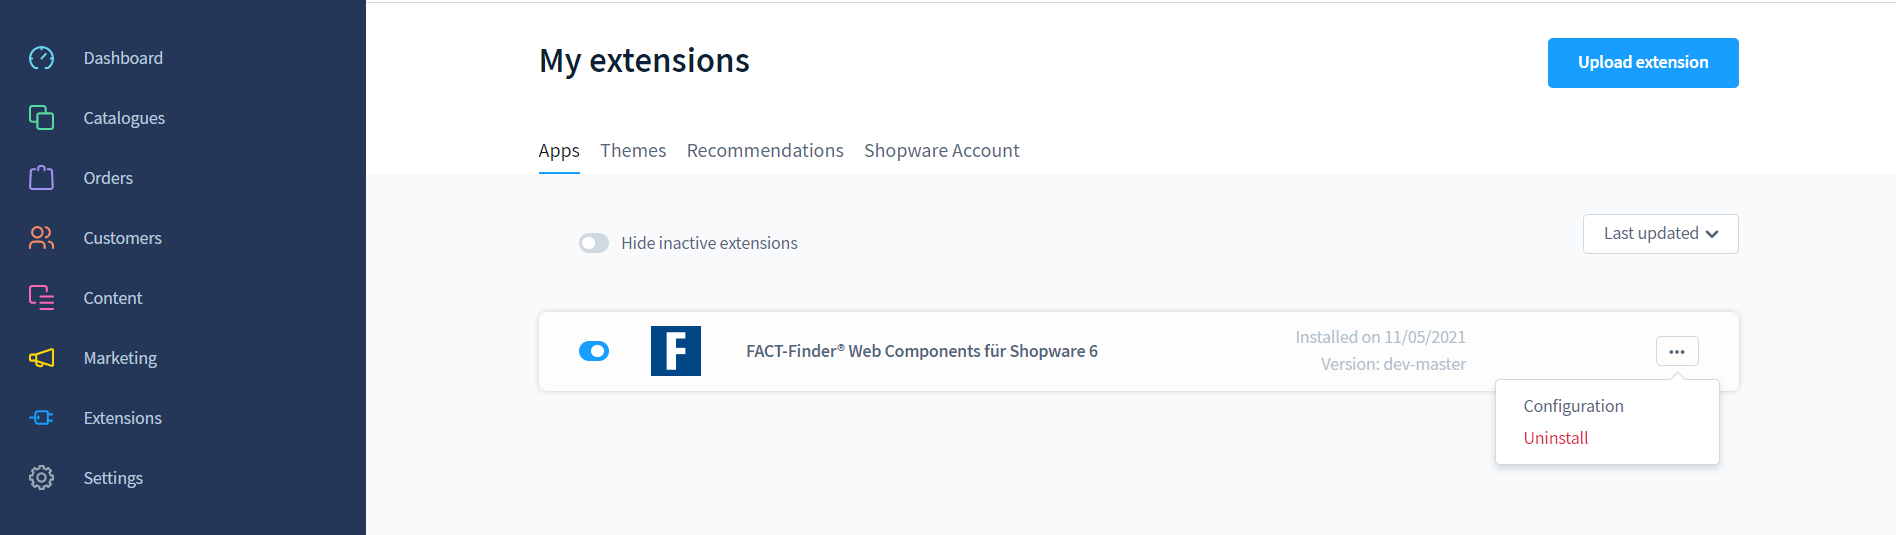 Dashboard
Catalogues
Orders
Customers
Content
Marketing
Extensions
Settings
My extensions
Upload extension
Apps Themes Recommendations Shopware Account
Hide inactive extensions
Last updated
F
FACT-Finder® Web Components für Shopware 6
Installed on 11/05/2021
Version: dev-master
Configuration
Uninstall